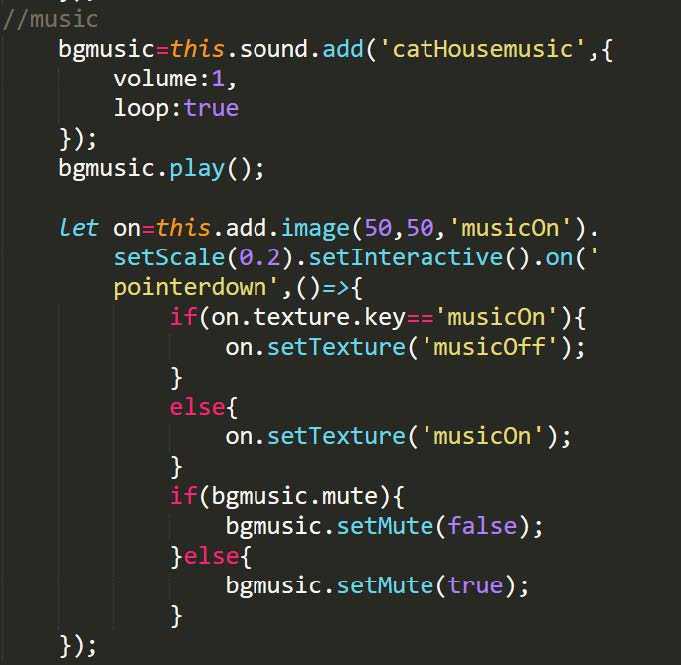 //music
bgmusic=this.sound.add('catHousemusic',{
volume:1,
loop:true
});
bgmusic.play();
let on=this.add.image(50,50,'musicOn').
setScale(0.2).setInteractive().on('
pointerdown',()=>{
if(on.texture.key=='musicOn'){
on.setTexture('musicOff');
}
else{
on.setTexture('musicOn');
}
if(bgmusic.mute){
bgmusic.setMute(false);
}else{
bgmusic.setMute(true);
}
});